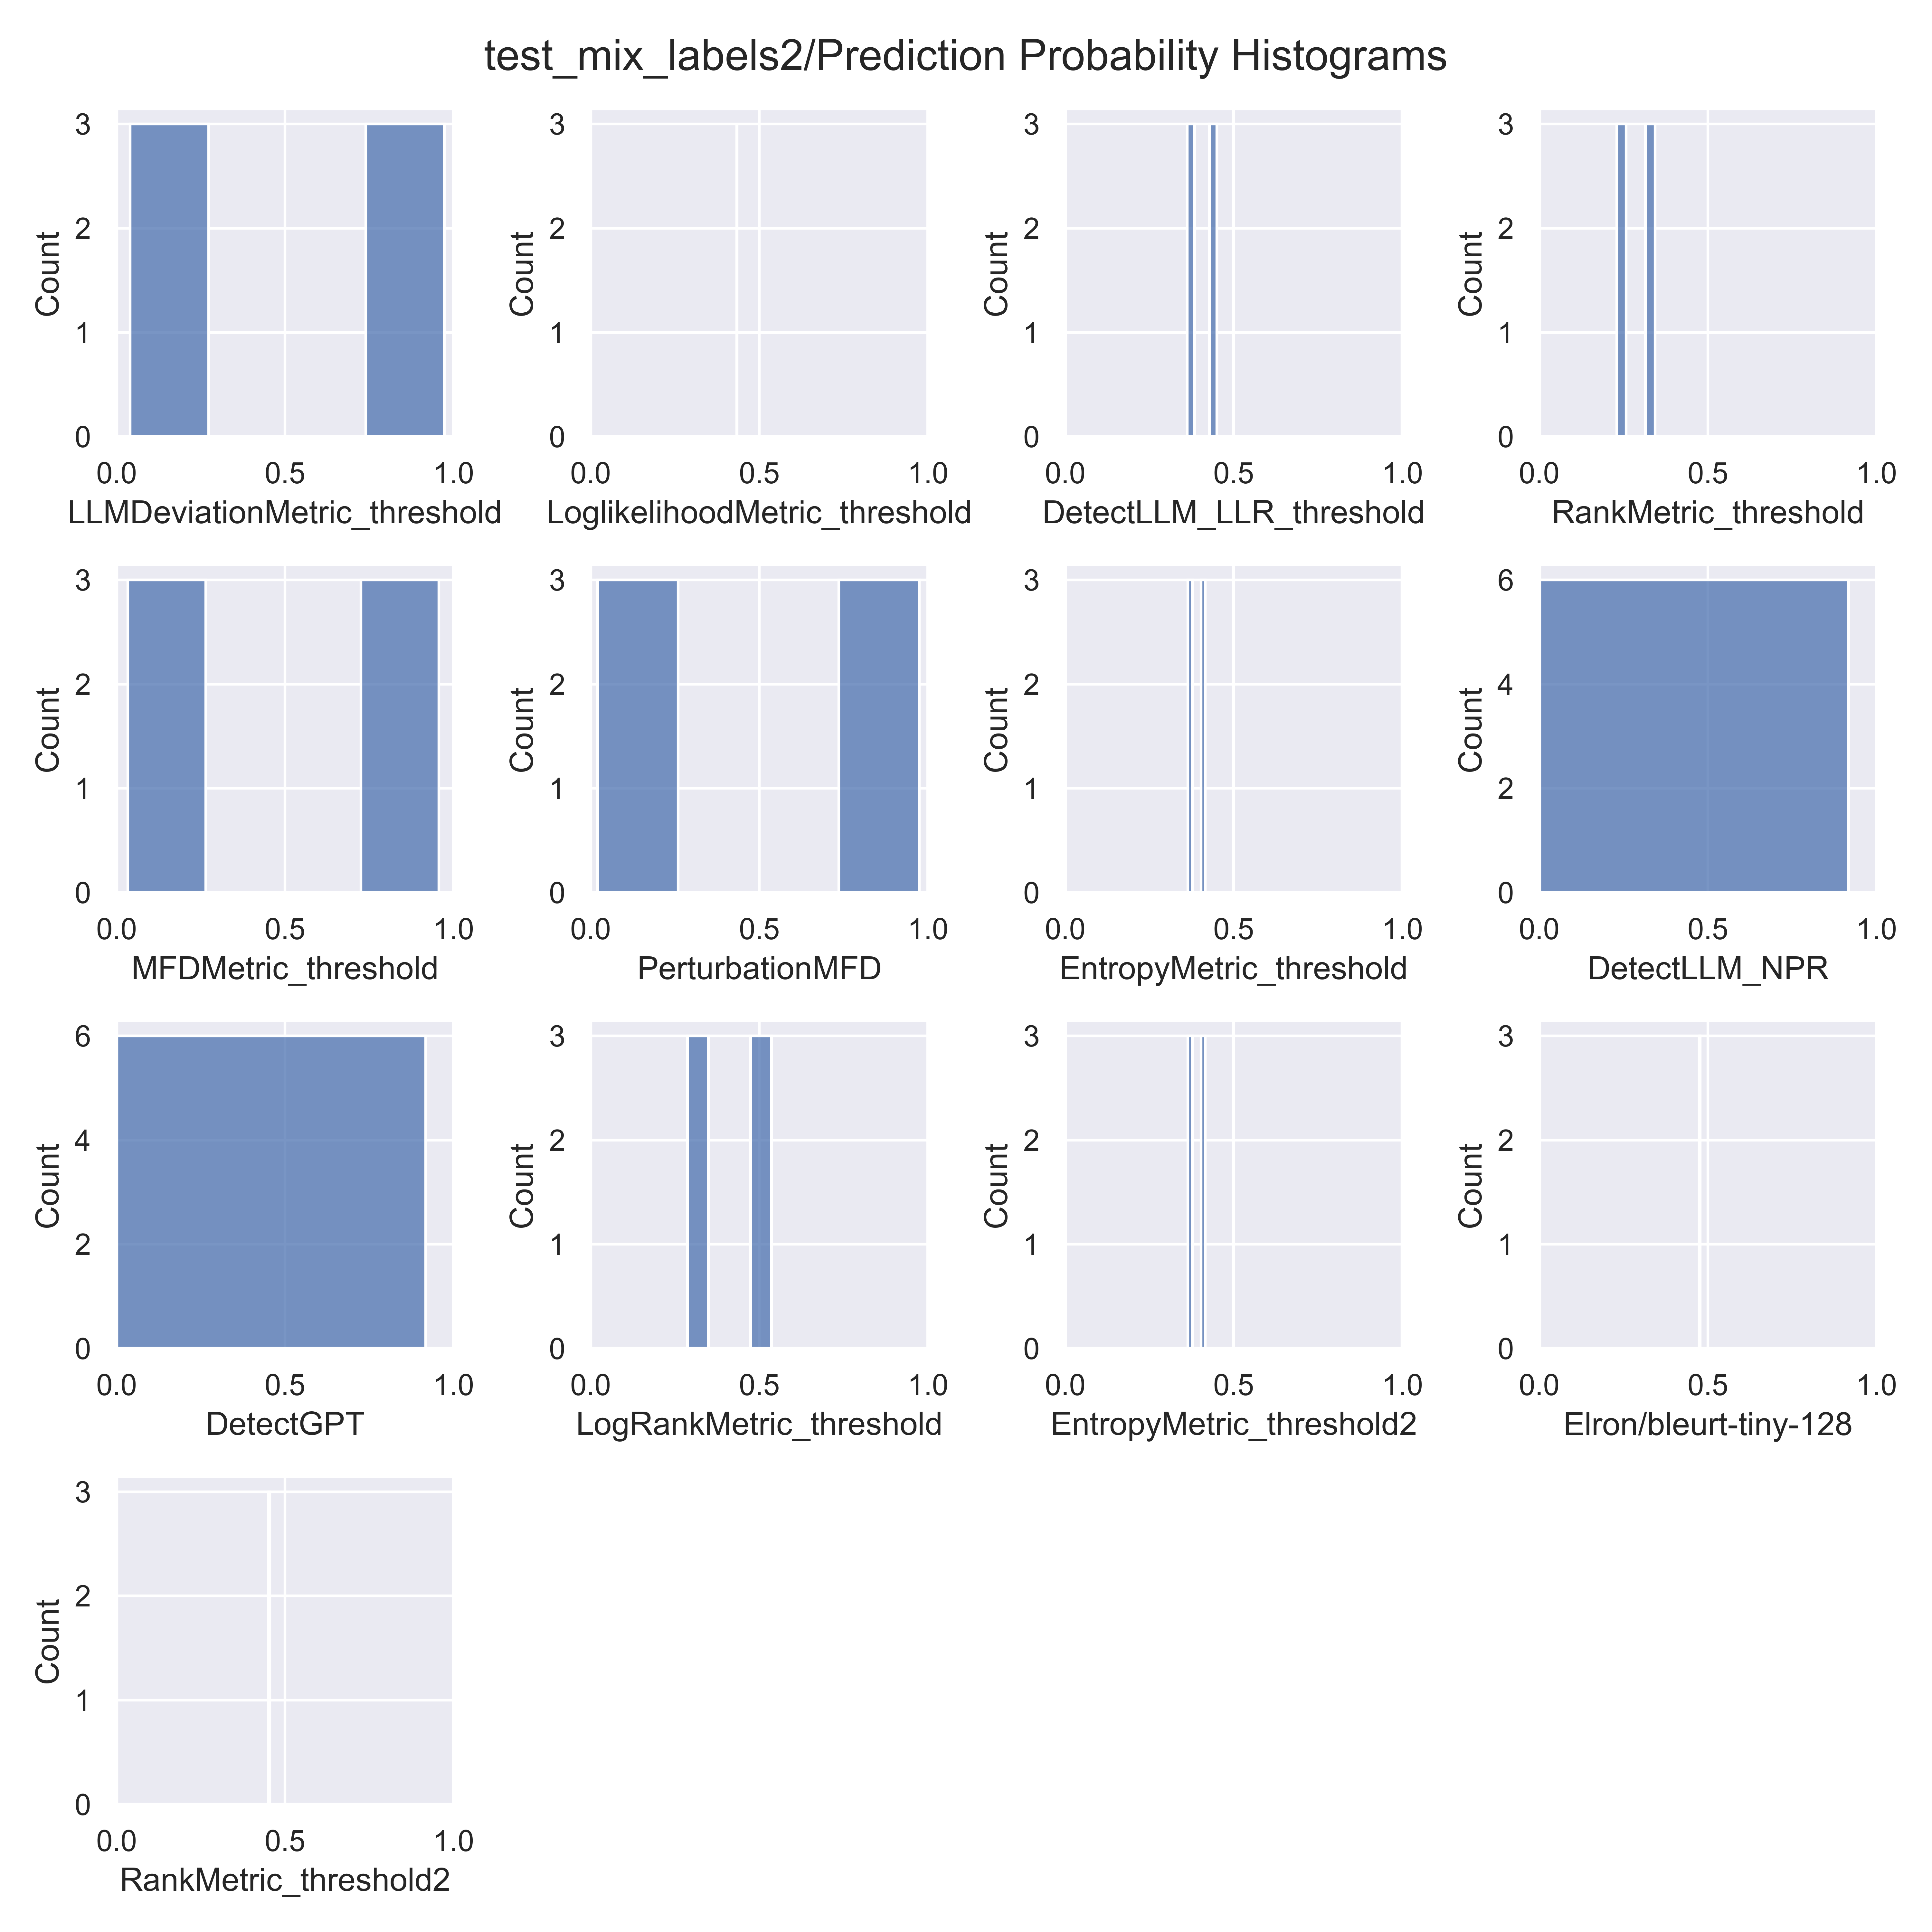 test_mix_labels2/Prediction Probability Histograms
3
2
1
0
Count
0.0 0.5 1.0
LLMDeviationMetric_threshold
3
2
1
0
Count
0.0 0.5 1.0
LoglikelihoodMetric_threshold
3
2
1
0
Count
0.0 0.5 1.0
DetectLLM_LLR_threshold
3
2
1
0
Count
0.0 0.5 1.0
RankMetric_threshold
3
2
1
0
Count
0.0 0.5 1.0
MFDMetric_threshold
3
2
1
0
Count
0.0 0.5 1.0
PerturbationMFD
3
2
1
0
Count
0.0 0.5 1.0
EntropyMetric_threshold
6
4
2
0
Count
0.0 0.5 1.0
DetectLLM_NPR
6
4
2
0
Count
0.0 0.5 1.0
DetectGPT
3
2
1
0
Count
0.0 0.5 1.0
LogRankMetric_threshold
3
2
1
0
Count
0.0 0.5 1.0
EntropyMetric_threshold2
3
2
1
0
Count
0.0 0.5 1.0
Elron/bleurt-tiny-128
3
2
1
0
Count
0.0 0.5 1.0
RankMetric_threshold2